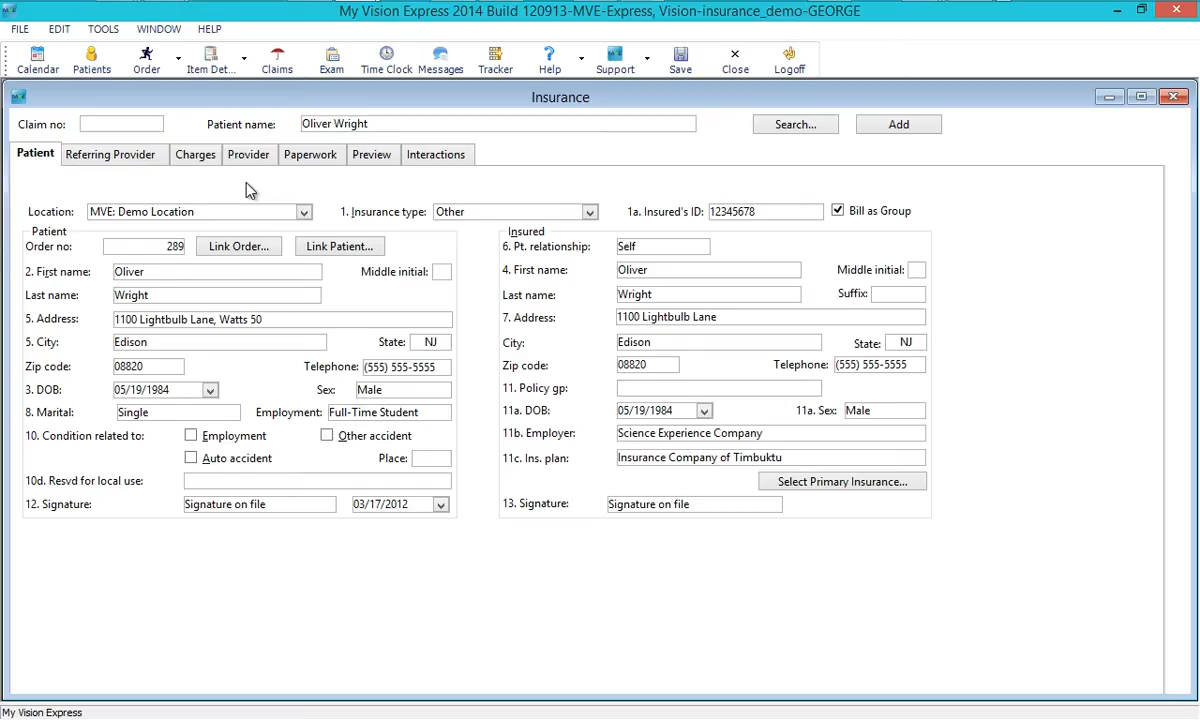 My Vision Express 2014 Build 120913-MVE-Express, Vision-insurance_demo-GEORGE
FILE EDIT TOOLS WINDOW HELP
Calendar Patients Order Item Det... Claims Exam Time Clock Messages Tracker Help Support Save Close Logoff
Insurance
Claim no: Patient name: Oliver Wright Search... Add
Patient Referring Provider Charges Provider Paperwork Preview Interactions
Location: MVE: Demo Location 1. Insurance type: Other 1a. Insured's ID: 12345678 Bill as Group
Patient
Order no: 289 Link Order... Link Patient...
2. First name: Oliver Middle initial:
Last name: Wright
5. Address: 1100 Lightbulb Lane, Watts 50
5. City: Edison State: NJ
Zip code: 08820 Telephone: (555) 555-5555
3. DOB: 05/19/1984 Sex: Male
8. Marital: Single Employment: Full-Time Student
10. Condition related to: Employment Other accident
Auto accident Place:
10d. Resvd for local use:
12. Signature: Signature on file 03/17/2012
Insured
6. Pt. relationship: Self
4. First name: Oliver Middle initial:
Last name: Wright Suffix:
7. Address: 1100 Lightbulb Lane
City: Edison State: NJ
Zip code: 08820 Telephone: (555) 555-5555
11. Policy gp:
11a. DOB: 05/19/1984 11a. Sex: Male
11b. Employer: Science Experience Company
11c. Ins. plan: Insurance Company of Timbuktu
Select Primary Insurance...
13. Signature: Signature on file
My Vision Express